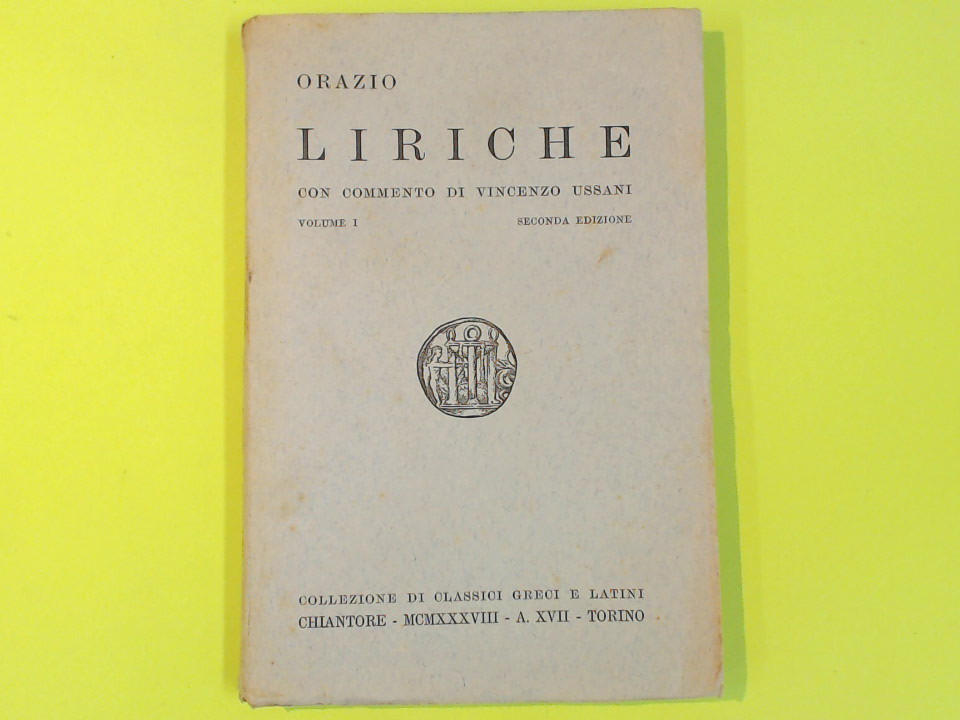 ORAZIO
LIRICHE
CON COMMENTO DI VINCENZO USSANI
VOLUME I SECONDA EDIZIONE
COLLEZIONE DI CLASSICI GRECI E LATINI
CHIANTORE - MCMXXXVIII - A. XVII - TORINO